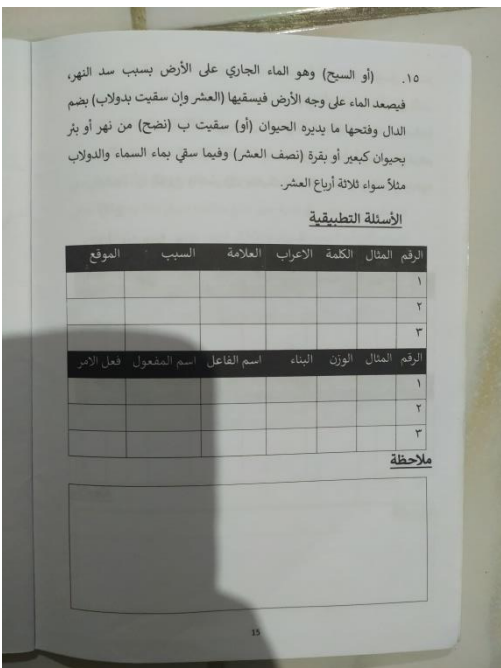 ١٥. (أو السيح) وهو الماء الجاري على الأرض بسبب سد النهر،
فيصعد الماء على وجه الأرض فيسقيها (العشر وإن سقيت بدولاب) بضم
الدال وفتحها ما يديره الحيوان (أو) سقيت ب (نضح) من نهر أو بئر
بحيوان كبعير أو بقرة (نصف العشر) وفيما سقي بماء السماء والدولاب
مثلاً سواء ثلاثة أرباع العشر.
الأسئلة التطبيقية
الرقم المثال الكلمة الاعراب العلامة السبب الموقع
١
٢
٣
الرقم المثال الوزن البناء اسم الفاعل اسم المفعول فعل الامر
١
٢
٣
ملاحظة
15